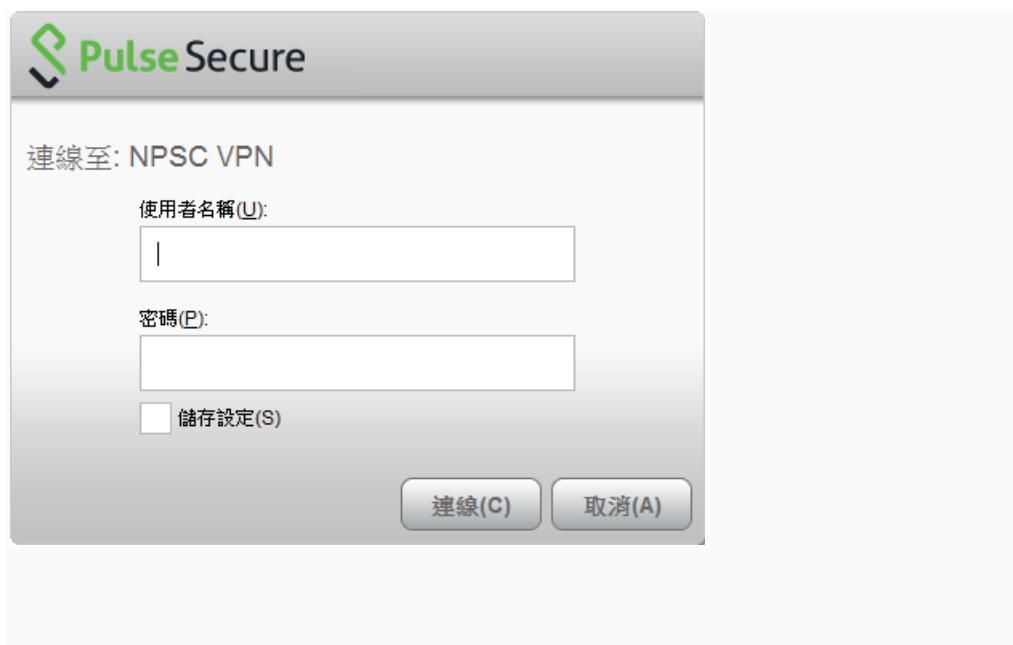 Pulse Secure
連線至: NPSC VPN
使用者名稱(U):
密碼(P):
儲存設定(S)
連線(C) 取消(A)